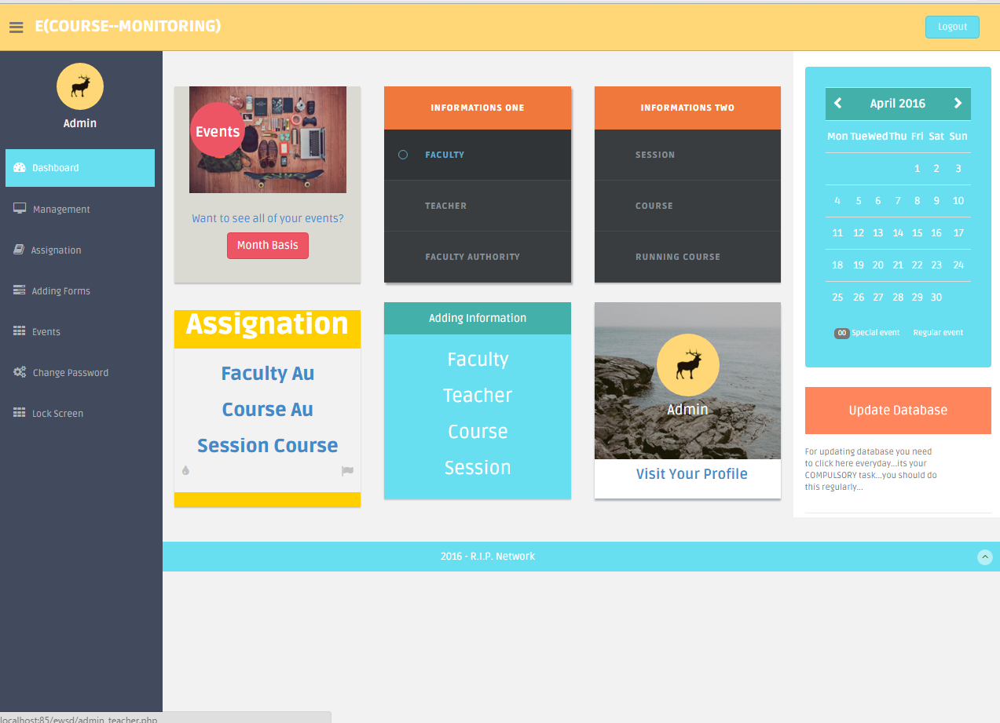 E(COURSE--MONITORING)
Logout
Admin
Dashboard
Management
Assignation
Adding Forms
Events
Change Password
Lock Screen
Events
Want to see all of your events?
Month Basis
INFORMATIONS ONE
FACULTY
TEACHER
FACULTY AUTHORITY
INFORMATIONS TWO
SESSION
COURSE
RUNNING COURSE
Assignation
Faculty Au
Course Au
Session Course
Adding Information
Faculty
Teacher
Course
Session
Admin
Visit Your Profile
April 2016
Mon Tue Wed Thu Fri Sat Sun
1 2 3
4 5 6 7 8 9 10
11 12 13 14 15 16 17
18 19 20 21 22 23 24
25 26 27 28 29 30
00 Special event Regular event
Update Database
For updating database you need
to click here everyday...its your
COMPULSORY task...you should do
this regularly...
2016 - R.I.P. Network
localhost:85/ewsd/admin_teacher.php